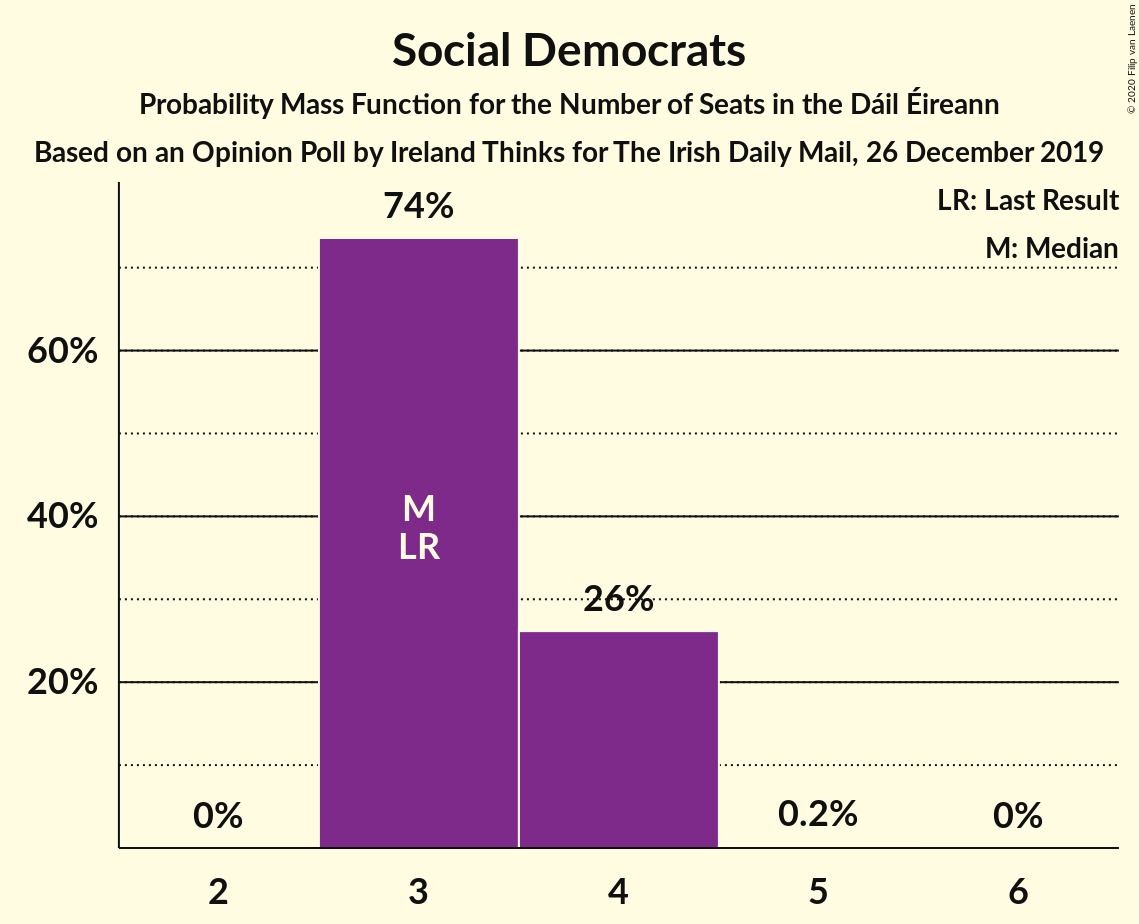 Social Democrats
Probability Mass Function for the Number of Seats in the Dáil Éireann
Based on an Opinion Poll by Ireland Thinks for The Irish Daily Mail, 26 December 2019
© 2020 Filip van Laenen
LR: Last Result
M: Median
74%
60%
40%
20%
M
LR
26%
0%
0.2%
0%
2
3
4
5
6